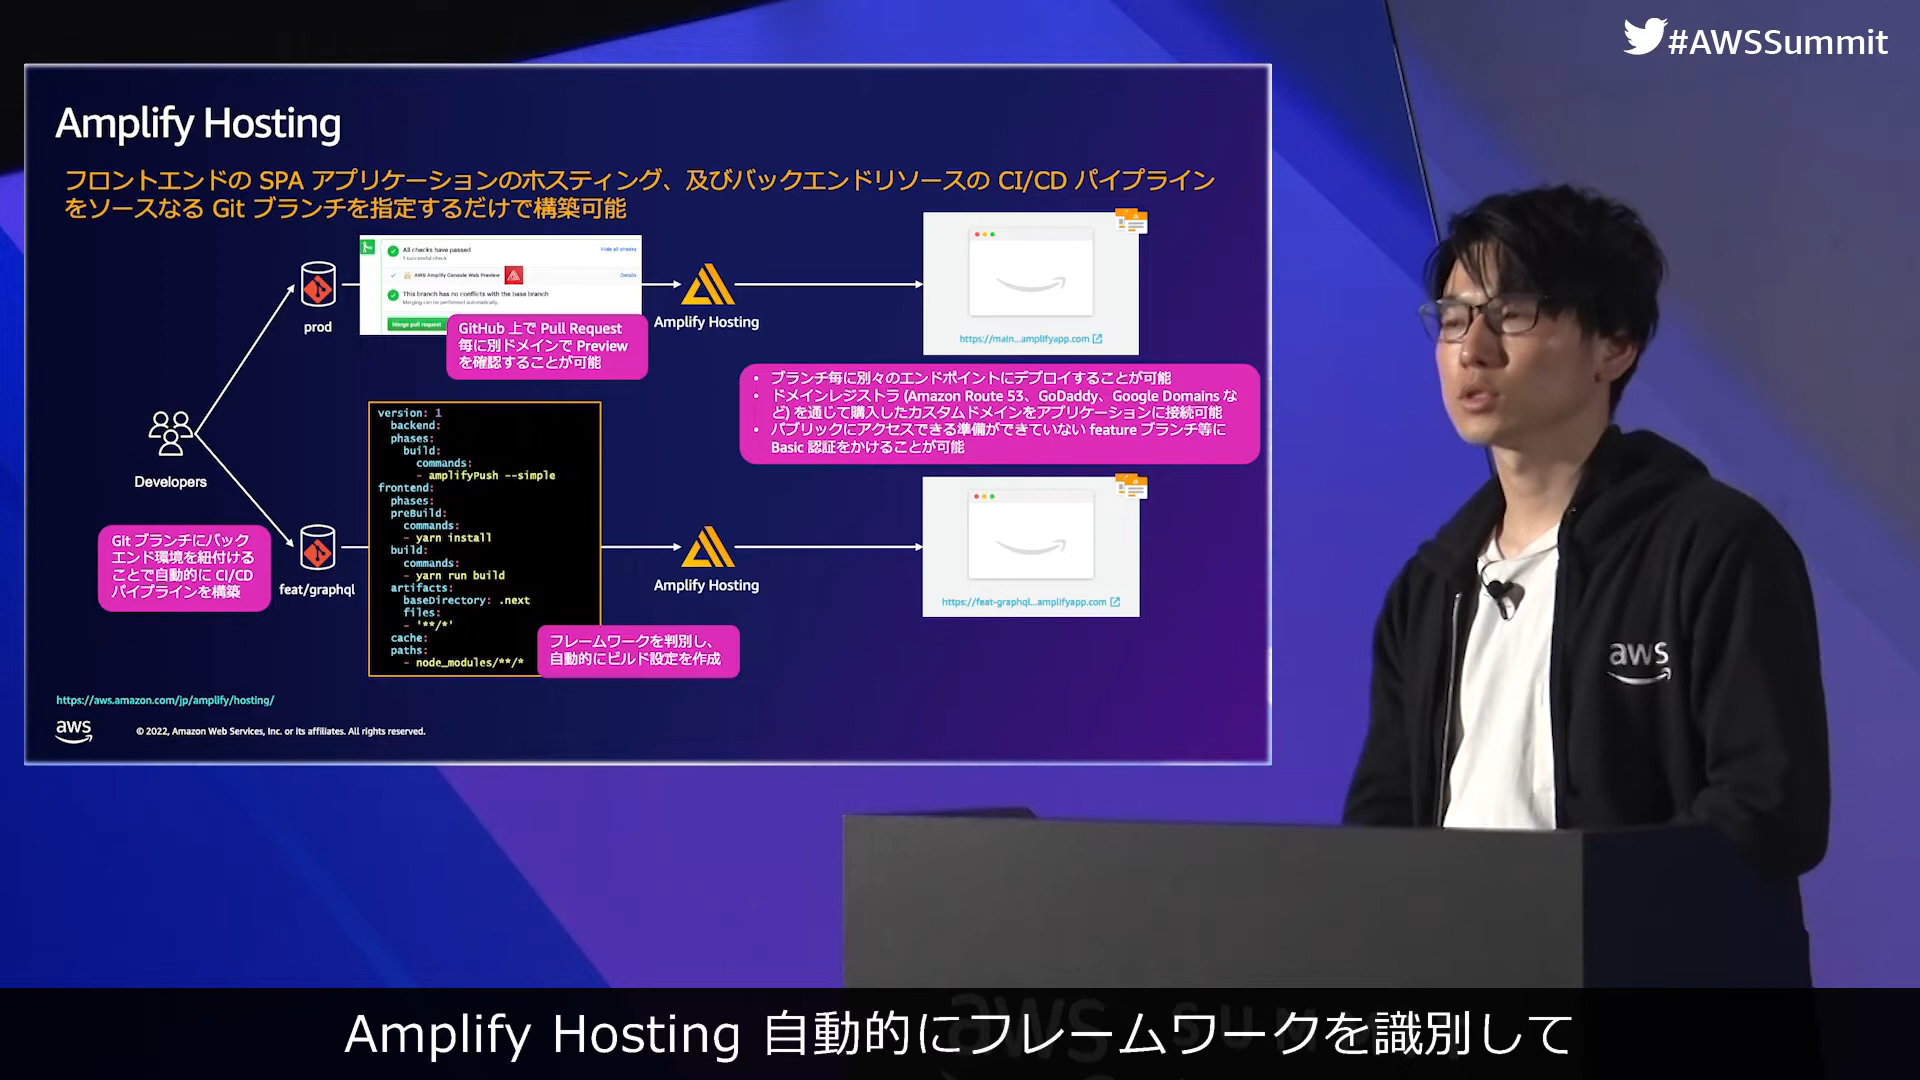 #AWSSummit
Amplify Hosting
フロントエンドの SPA アプリケーションのホスティング、及びバックエンドリソースの CI/CD パイプライン
をソースなる Git ブランチを指定するだけで構築可能
All checks have passed
1 successful check
Hide all checks
AWS Amplify Console Web Preview
Details
This branch has no conflicts with the base branch
Merging can be performed automatically.
Merge pull request
prod
GitHub 上で Pull Request
毎に別ドメインで Preview
を確認することが可能
Amplify Hosting
https://main...amplifyapp.com
• ブランチ毎に別々のエンドポイントにデプロイすることが可能
• ドメインレジストラ (Amazon Route 53、GoDaddy、Google Domains な
ど) を通じて購入したカスタムドメインをアプリケーションに接続可能
• パブリックにアクセスできる準備ができていない feature ブランチ等に
Basic 認証をかけることが可能
Developers
Git ブランチにバック
エンド環境を紐付ける
ことで自動的に CI/CD
パイプラインを構築
feat/graphql
version: 1
backend:
phases:
build:
commands:
- amplifyPush --simple
frontend:
phases:
preBuild:
commands:
- yarn install
build:
commands:
- yarn run build
artifacts:
baseDirectory: .next
files:
- '**/*'
cache:
paths:
- node_modules/**/*
フレームワークを判別し、
自動的にビルド設定を作成
Amplify Hosting
https://feat-graphql...amplifyapp.com
https://aws.amazon.com/jp/amplify/hosting/
aws
© 2022, Amazon Web Services, Inc. or its affiliates. All rights reserved.
aws
Amplify Hosting 自動的にフレームワークを識別して